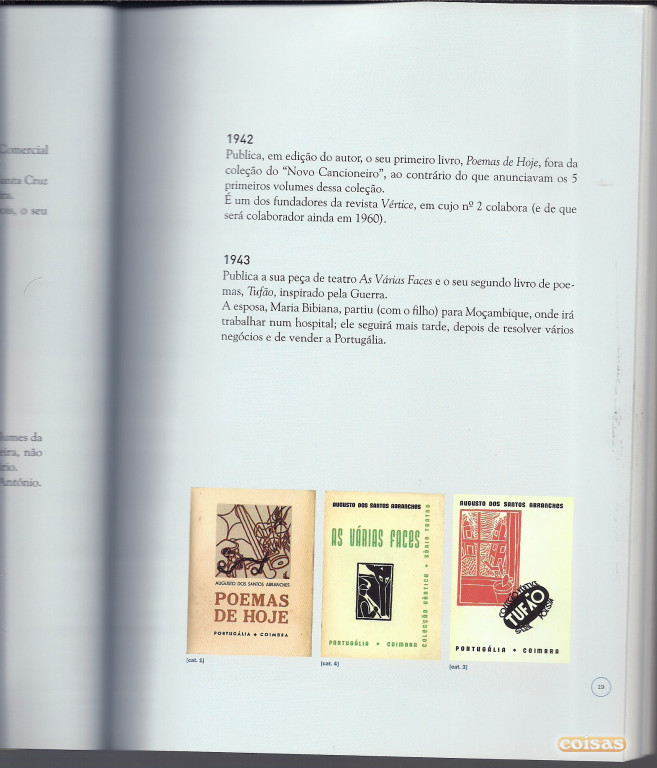 Comercial
Santa Cruz
ois, o seu
lumes da
eira, não
rio.
António.
1942
Publica, em edição do autor, o seu primeiro livro, Poemas de Hoje, fora da
coleção do “Novo Cancioneiro”, ao contrário do que anunciavam os 5
primeiros volumes dessa coleção.
É um dos fundadores da revista Vértice, em cujo nº 2 colabora (e de que
será colaborador ainda em 1960).
1943
Publica a sua peça de teatro As Várias Faces e o seu segundo livro de poe-
mas, Tufão, inspirado pela Guerra.
A esposa, Maria Bibiana, partiu (com o filho) para Moçambique, onde irá
trabalhar num hospital; ele seguirá mais tarde, depois de resolver vários
negócios e de vender a Portugália.
AUGUSTO DOS SANTOS ABRANCHES
POEMAS
DE HOJE
PORTUGÁLIA • COIMBRA
[cat. 2]
AUGUSTO DOS SANTOS ABRANCHES
AS VÁRIAS FACES
COLECÇÃO VÉRTICE • SÉRIE TEATRO
PORTUGÁLIA • COIMBRA
[cat. 4]
AUGUSTO DOS SANTOS ABRANCHES
TUFÃO
PORTUGÁLIA • COIMBRA
[cat. 3]
19
coisas